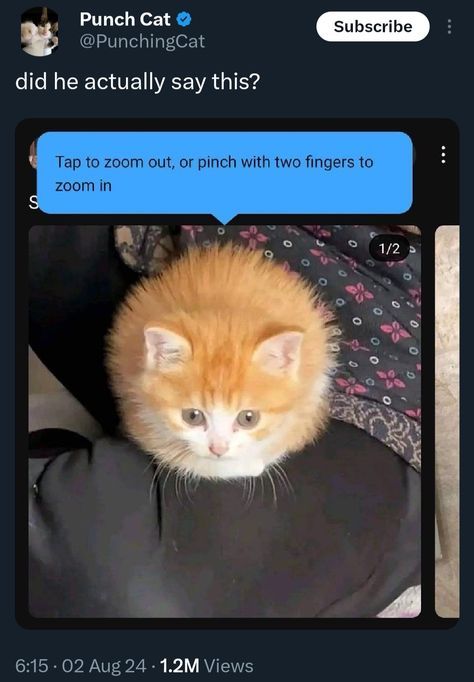 Punch Cat
@PunchingCat
Subscribe
did he actually say this?
Tap to zoom out, or pinch with two fingers to
zoom in
S
1/2
6:15 · 02 Aug 24 · 1.2M Views